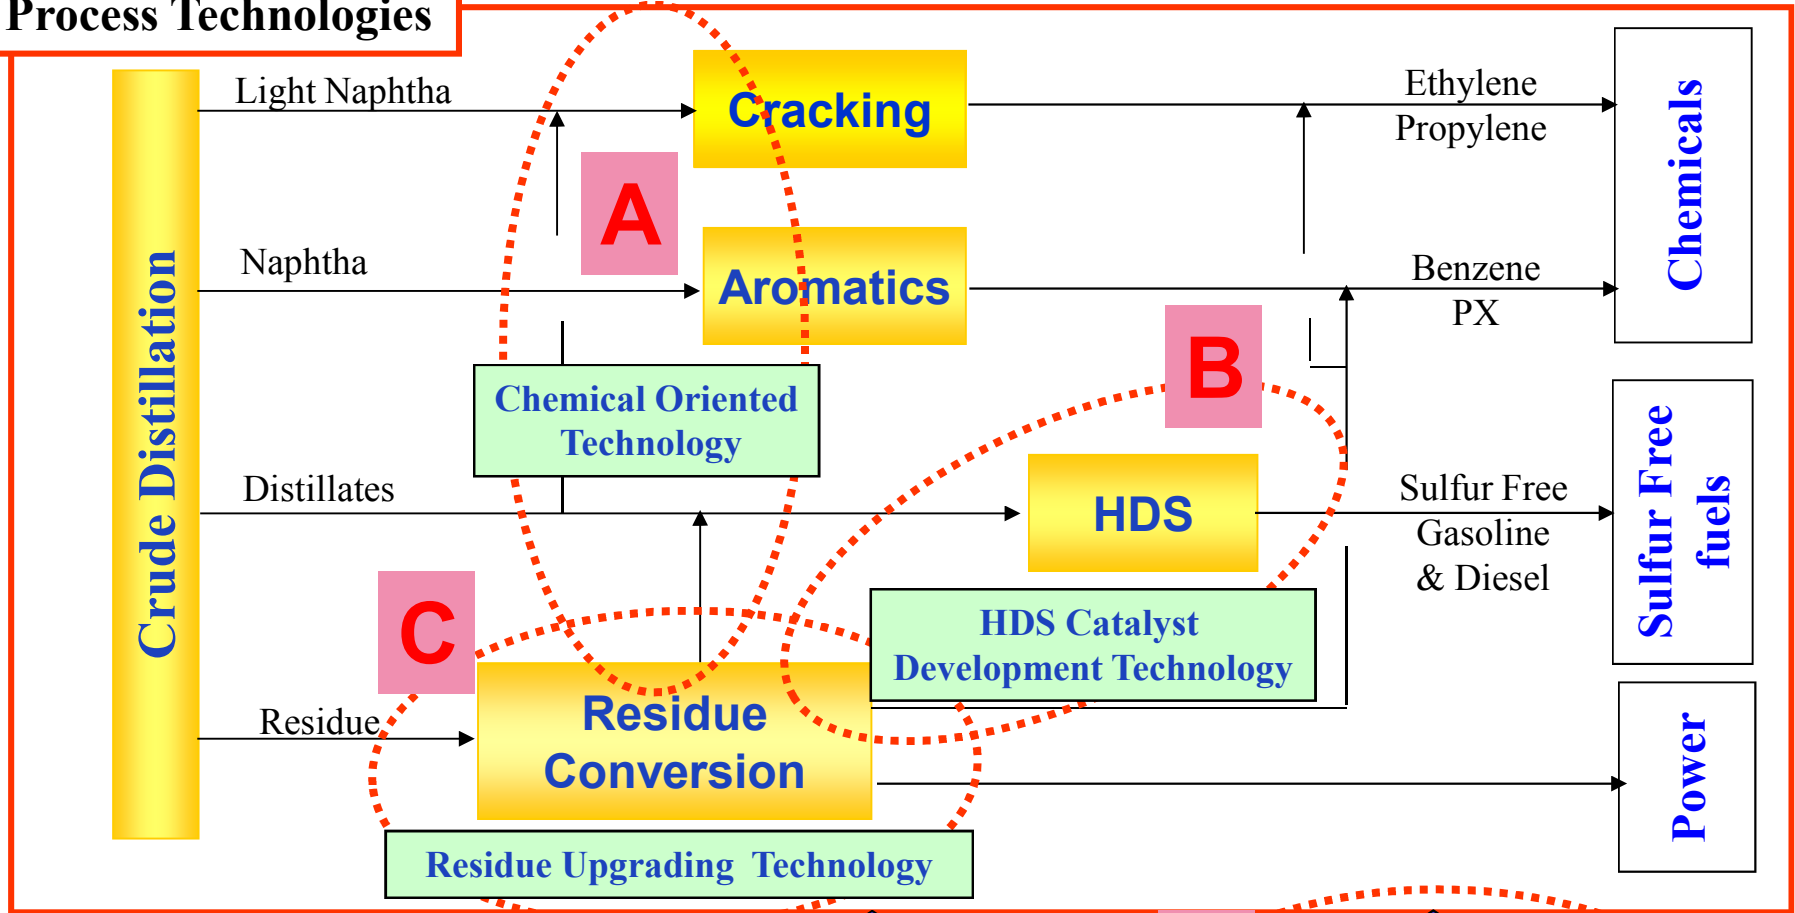 Process Technologies
Crude Distillation
Light Naphtha
Cracking
Ethylene
Propylene
Chemicals
A
Naphtha
Aromatics
Benzene
PX
B
Chemical Oriented
Technology
Distillates
HDS
Sulfur Free
Gasoline
& Diesel
Sulfur Free
fuels
C
HDS Catalyst
Development Technology
Residue
Residue
Conversion
Power
Residue Upgrading  Technology